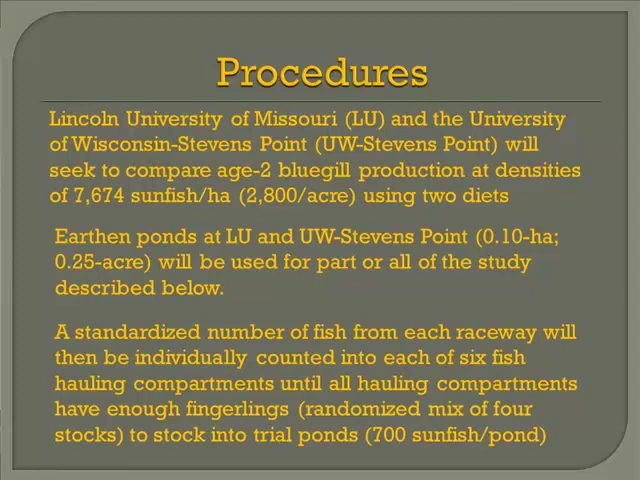 Procedures
Lincoln University of Missouri (LU) and the University
of Wisconsin-Stevens Point (UW-Stevens Point) will
seek to compare age-2 bluegill production at densities
of 7,674 sunfish/ha (2,800/acre) using two diets
Earthen ponds at LU and UW-Stevens Point (0.10-ha;
0.25-acre) will be used for part or all of the study
described below.
A standardized number of fish from each raceway will
then be individually counted into each of six fish
hauling compartments until all hauling compartments
have enough fingerlings (randomized mix of four
stocks) to stock into trial ponds (700 sunfish/pond)